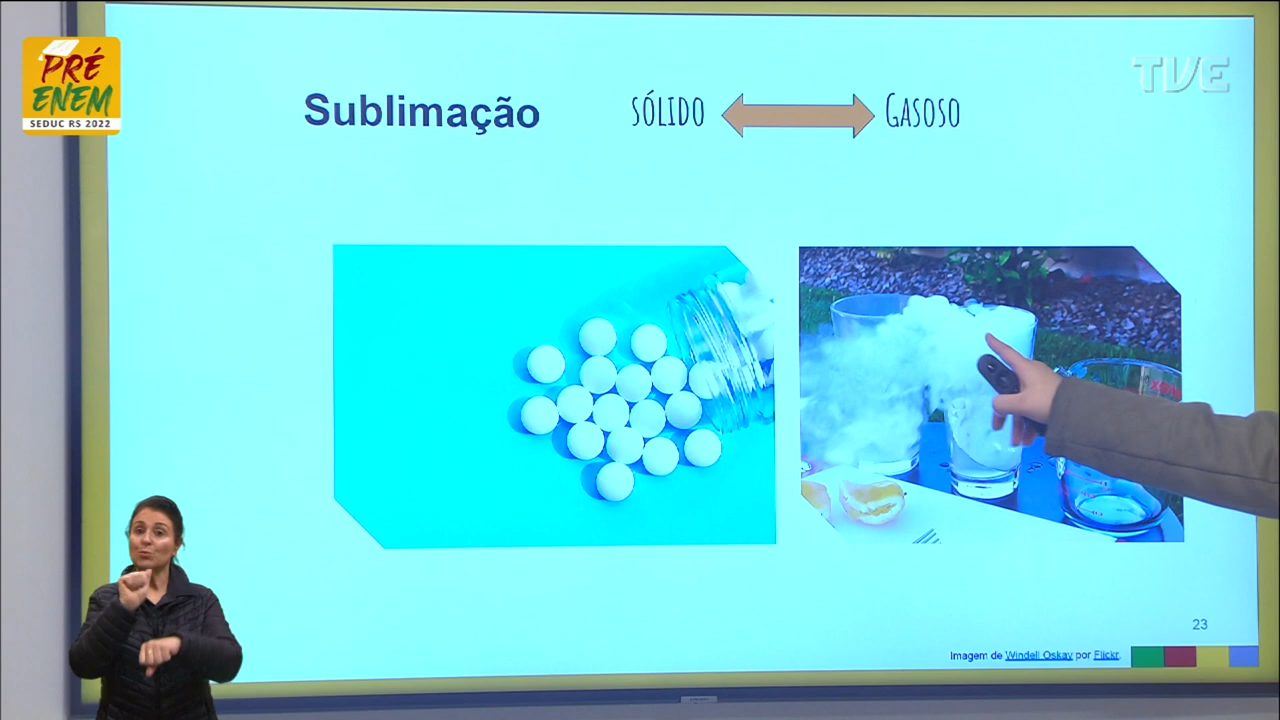 PRÉ
ENEM
SEDUC RS 2022
TVE
Sublimação
SÓLIDO
GASOSO
23
Imagem de Windell Oskay por Flickr.